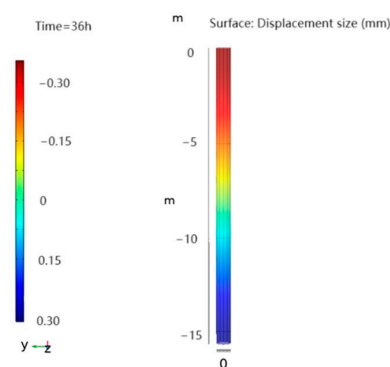 Time=36h
m
Surface: Displacement size (mm)
−0.30
−0.15
0
0.15
0.30
y
z
0
−5
m
−10
−15
0